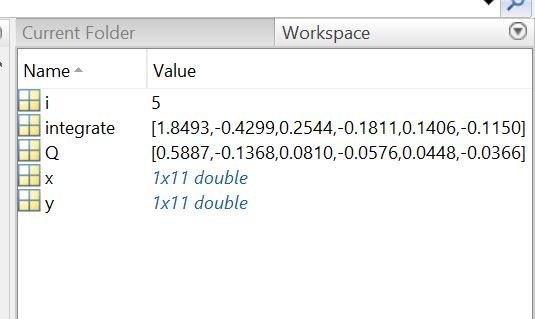 Current Folder
Workspace
Name Value
i 5
integrate [1.8493,-0.4299,0.2544,-0.1811,0.1406,-0.1150]
Q [0.5887,-0.1368,0.0810,-0.0576,0.0448,-0.0366]
x 1x11 double
y 1x11 double